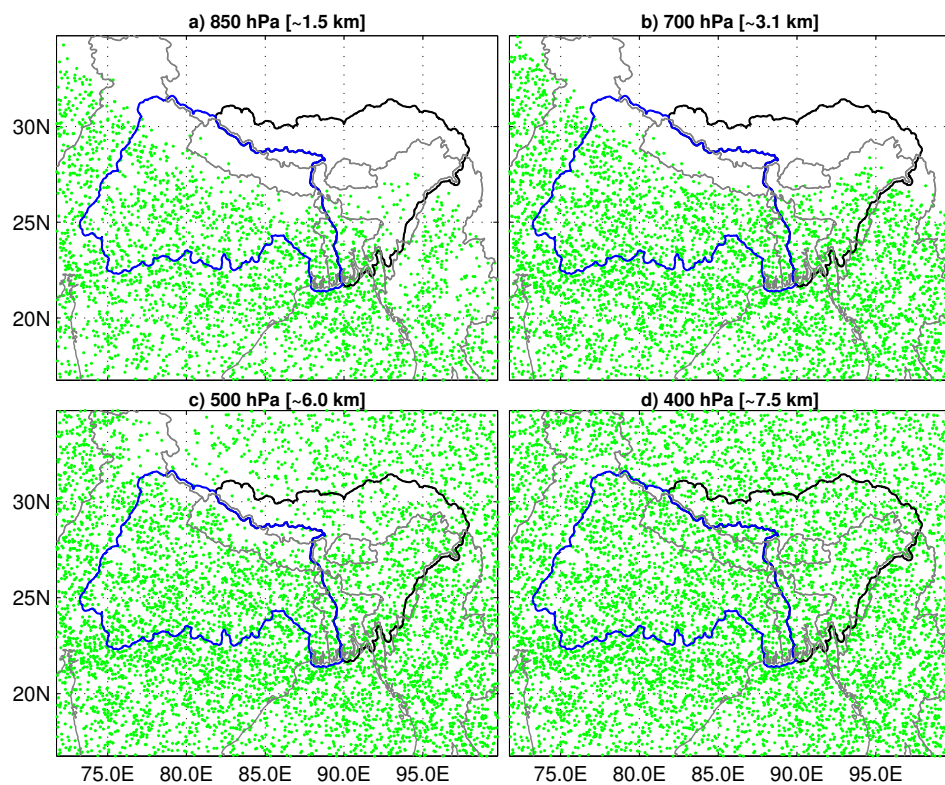 a) 850 hPa [~1.5 km]
b) 700 hPa [~3.1 km]
30N
25N
20N
c) 500 hPa [~6.0 km]
d) 400 hPa [~7.5 km]
30N
25N
20N
75.0E 80.0E 85.0E 90.0E 95.0E
75.0E 80.0E 85.0E 90.0E 95.0E